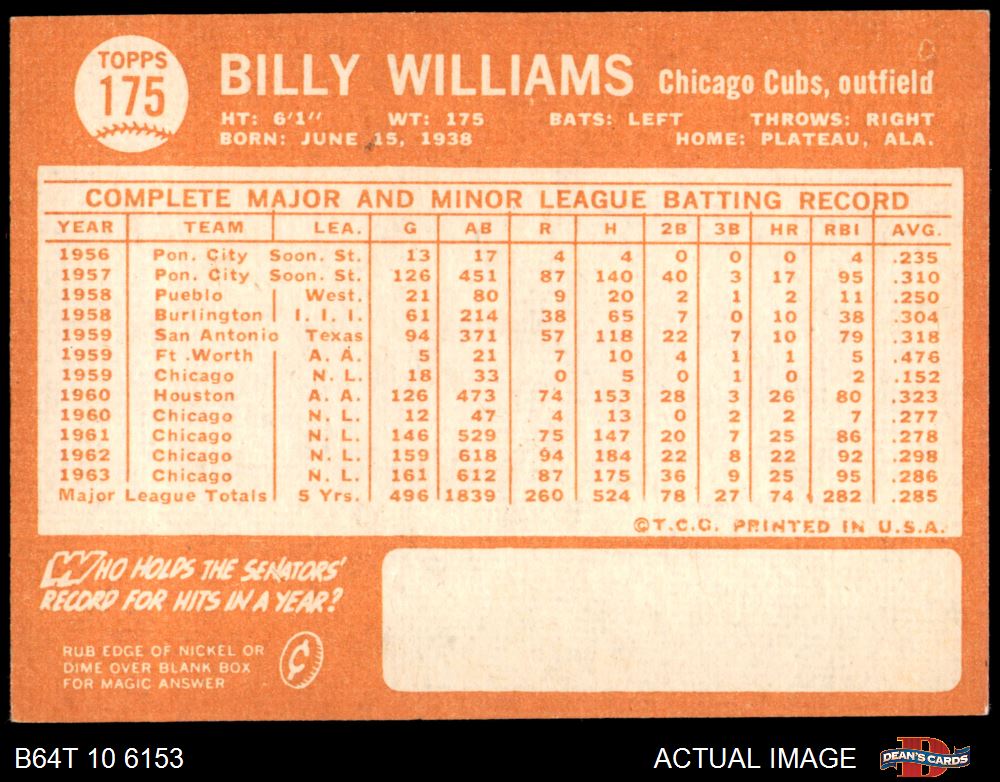 TOPPS
175
BILLY WILLIAMS Chicago Cubs, outfield
HT: 6'1" WT: 175 BATS: LEFT THROWS: RIGHT
BORN: JUNE 15, 1938 HOME: PLATEAU, ALA.
COMPLETE MAJOR AND MINOR LEAGUE BATTING RECORD
YEAR TEAM LEA. G AB R H 2B 3B HR RBI AVG.
1956 Pon. City Soon. St. 13 17 4 4 0 0 0 4 .235
1957 Pon. City Soon. St. 126 451 87 140 40 3 17 95 .310
1958 Pueblo West. 21 80 9 20 2 1 2 11 .250
1958 Burlington I. I. I. 61 214 38 65 7 0 10 38 .304
1959 San Antonio Texas 94 371 57 118 22 7 10 79 .318
1959 Ft .Worth A. A. 5 21 7 10 4 1 1 5 .476
1959 Chicago N. L. 18 33 0 5 0 1 0 2 .152
1960 Houston A. A. 126 473 74 153 28 3 26 80 .323
1960 Chicago N. L. 12 47 4 13 0 2 2 7 .277
1961 Chicago N. L. 146 529 75 147 20 7 25 86 .278
1962 Chicago N. L. 159 618 94 184 22 8 22 92 .298
1963 Chicago N. L. 161 612 87 175 36 9 25 95 .286
Major League Totals 5 Yrs. 496 1839 260 524 78 27 74 282 .285
©T.C.G. PRINTED IN U.S.A.
WHO HOLDS THE SENATORS'
RECORD FOR HITS IN A YEAR?
RUB EDGE OF NICKEL OR
DIME OVER BLANK BOX
FOR MAGIC ANSWER
¢
B64T 10 6153 ACTUAL IMAGE DEAN'S CARDS